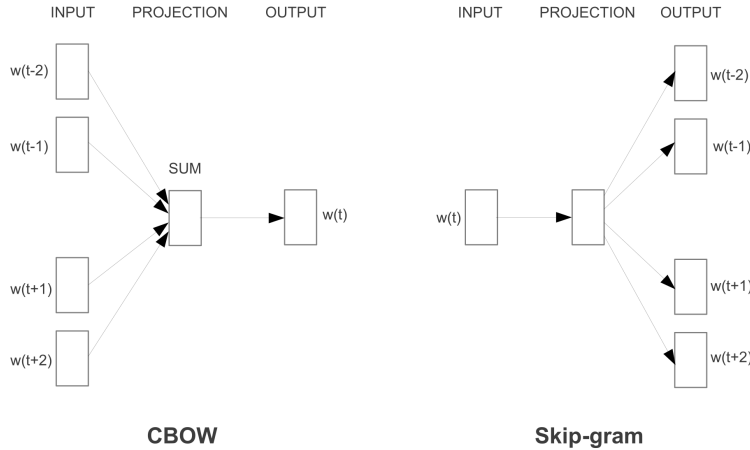 INPUT PROJECTION OUTPUT
w(t-2)
w(t-1)
SUM
w(t)
w(t+1)
w(t+2)
CBOW
INPUT PROJECTION OUTPUT
w(t-2)
w(t-1)
w(t)
w(t+1)
w(t+2)
Skip-gram